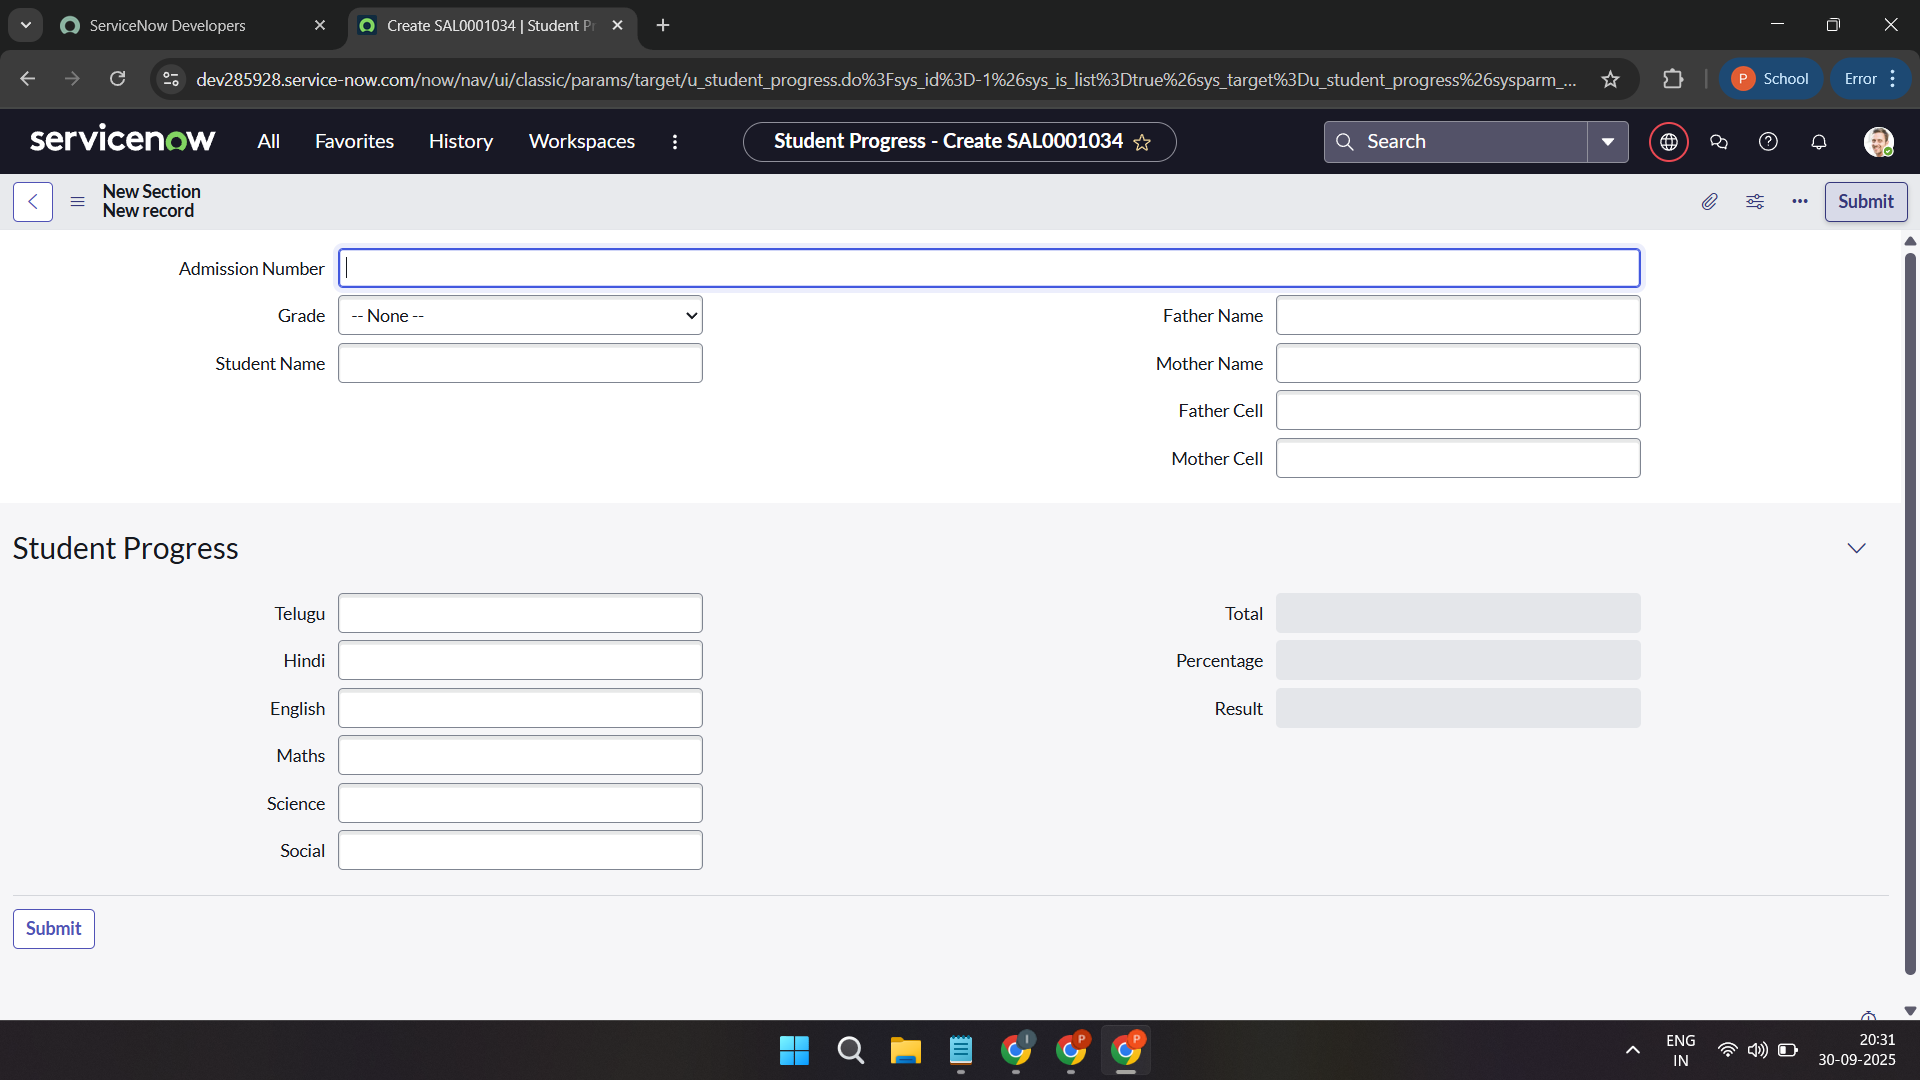 ServiceNow Developers
Create SAL0001034 | Student Pr
dev285928.service-now.com/now/nav/ui/classic/params/target/u_student_progress.do%3Fsys_id%3D-1%26sys_is_list%3Dtrue%26sys_target%3Du_student_progress%26sysparm_...
P School
Error
servicenow
All
Favorites
History
Workspaces
Student Progress - Create SAL0001034
Search
New Section
New record
Submit
Admission Number
Grade
-- None --
Father Name
Student Name
Mother Name
Father Cell
Mother Cell
Student Progress
Telugu
Total
Hindi
Percentage
English
Result
Maths
Science
Social
Submit
I
P
P
ENG
IN
20:31
30-09-2025